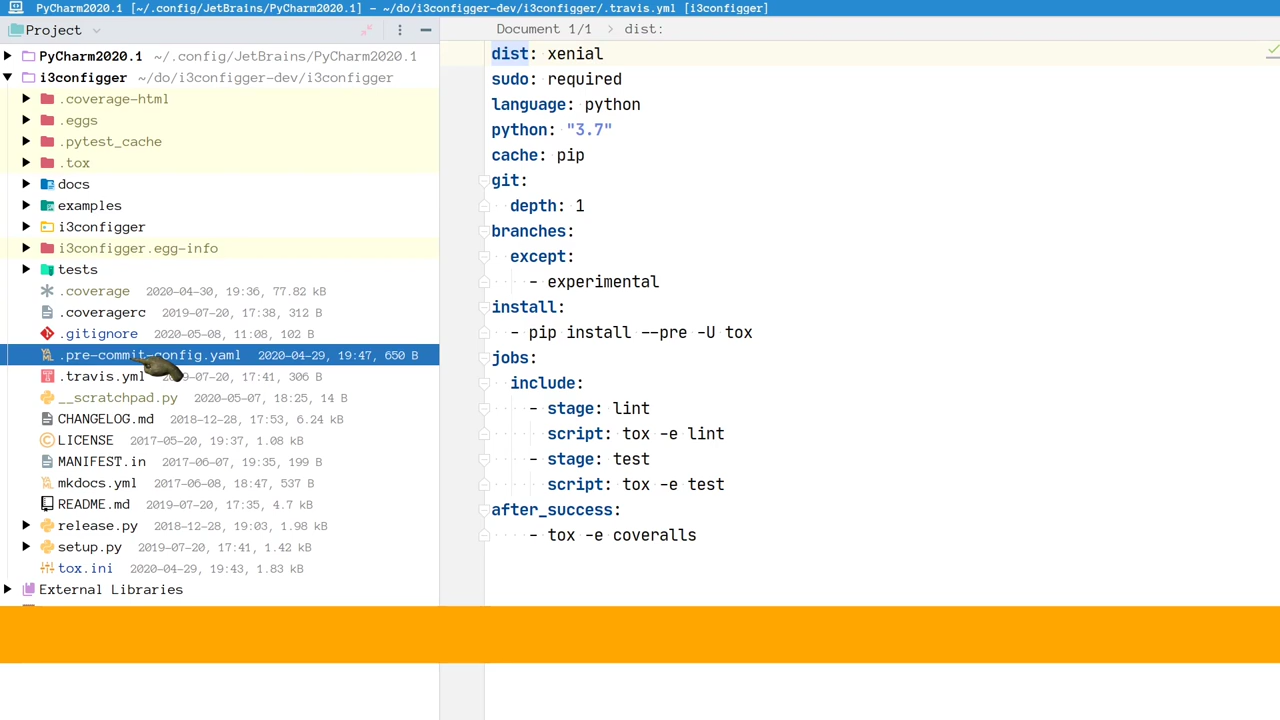 PyCharm2020.1 [~/.config/JetBrains/PyCharm2020.1] – ~/do/i3configger-dev/i3configger/.travis.yml [i3configger]
Project
Document 1/1 › dist:
PyCharm2020.1 ~/.config/JetBrains/PyCharm2020.1
i3configger ~/do/i3configger-dev/i3configger
.coverage-html
.eggs
.pytest_cache
.tox
docs
examples
i3configger
i3configger.egg-info
tests
.coverage 2020-04-30, 19:36, 77.82 kB
.coveragerc 2019-07-20, 17:38, 312 B
.gitignore 2020-05-08, 11:08, 102 B
.pre-commit-config.yaml 2020-04-29, 19:47, 650 B
.travis.yml 2019-07-20, 17:41, 306 B
__scratchpad.py 2020-05-07, 18:25, 14 B
CHANGELOG.md 2018-12-28, 17:53, 6.24 kB
LICENSE 2017-05-20, 19:37, 1.08 kB
MANIFEST.in 2017-06-07, 19:35, 199 B
mkdocs.yml 2017-06-08, 18:47, 537 B
README.md 2019-07-20, 17:35, 4.7 kB
release.py 2018-12-28, 19:03, 1.98 kB
setup.py 2019-07-20, 17:41, 1.42 kB
tox.ini 2020-04-29, 19:43, 1.83 kB
External Libraries
dist: xenial
sudo: required
language: python
python: "3.7"
cache: pip
git:
depth: 1
branches:
except:
- experimental
install:
- pip install --pre -U tox
jobs:
include:
- stage: lint
script: tox -e lint
- stage: test
script: tox -e test
after_success:
- tox -e coveralls